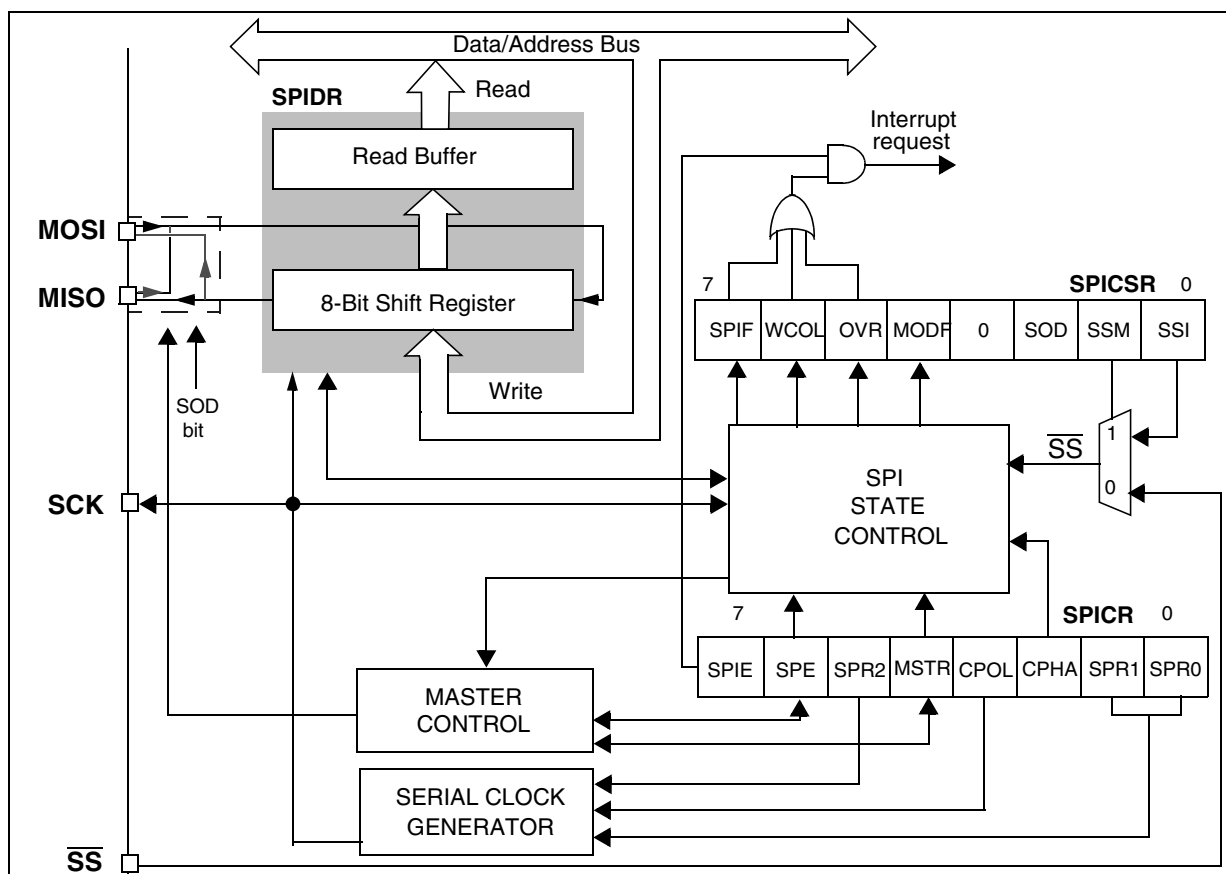 Data/Address Bus
Read
SPIDR
Read Buffer
8-Bit Shift Register
Write
MOSI
MISO
SOD
bit
SCK
SS
Interrupt
request
7
SPICSR
0
SPIF WCOL OVR MODF 0 SOD SSM SSI
1
0
SS
SPI
STATE
CONTROL
7
SPICR
0
SPIE SPE SPR2 MSTR CPOL CPHA SPR1 SPR0
MASTER
CONTROL
SERIAL CLOCK
GENERATOR